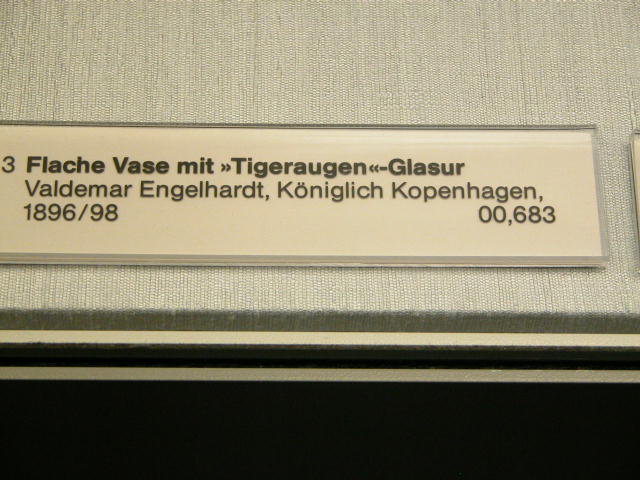 3 Flache Vase mit »Tigeraugen«-Glasur
Valdemar Engelhardt, Königlich Kopenhagen,
1896/98 00,683